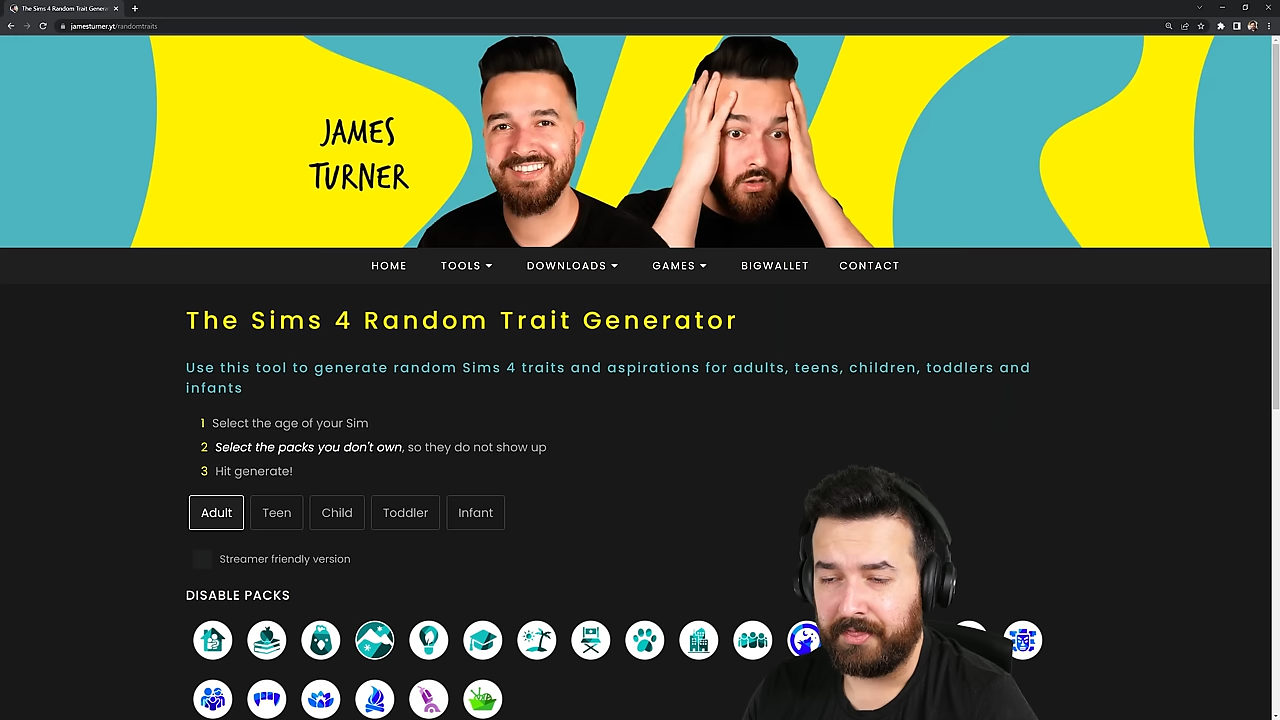 The Sims 4 Random Trait Genera
jamesturner.yt/randomtraits
JAMES
TURNER
HOME TOOLS DOWNLOADS GAMES BIGWALLET CONTACT
The Sims 4 Random Trait Generator
Use this tool to generate random Sims 4 traits and aspirations for adults, teens, children, toddlers and
infants
1 Select the age of your Sim
2 Select the packs you don't own, so they do not show up
3 Hit generate!
Adult Teen Child Toddler Infant
Streamer friendly version
DISABLE PACKS